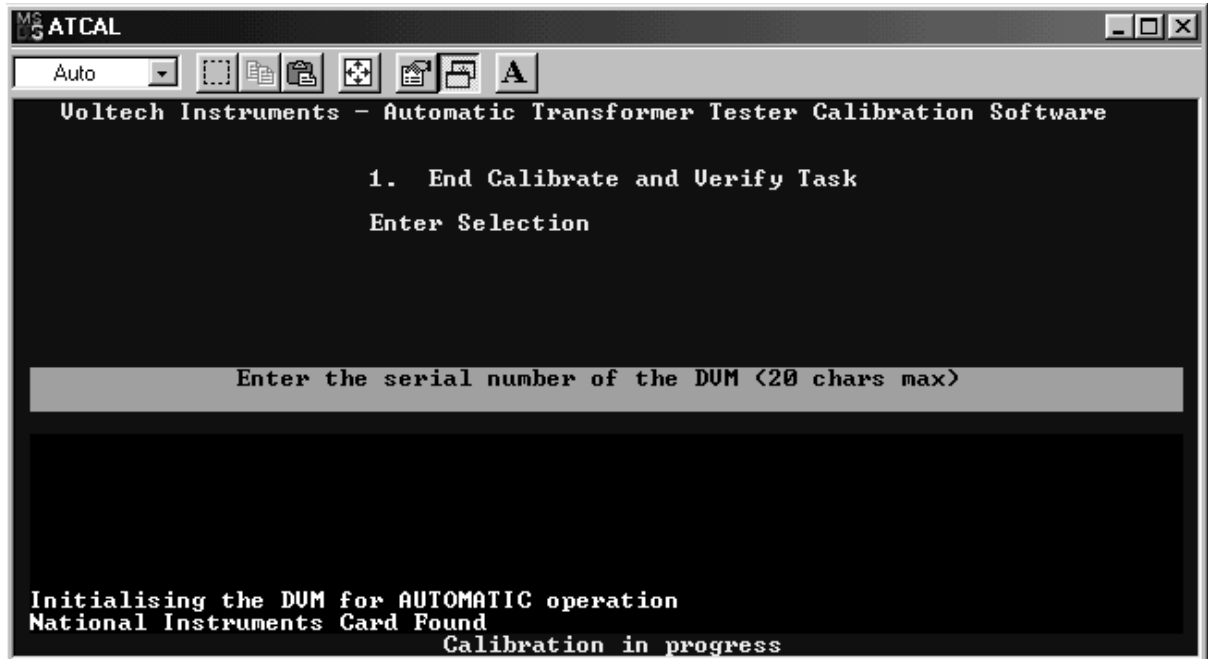 MS DOS ATCAL
Auto
A
Voltech Instruments - Automatic Transformer Tester Calibration Software
1. End Calibrate and Verify Task
Enter Selection
Enter the serial number of the DVM (20 chars max)
Initialising the DVM for AUTOMATIC operation
National Instruments Card Found
Calibration in progress